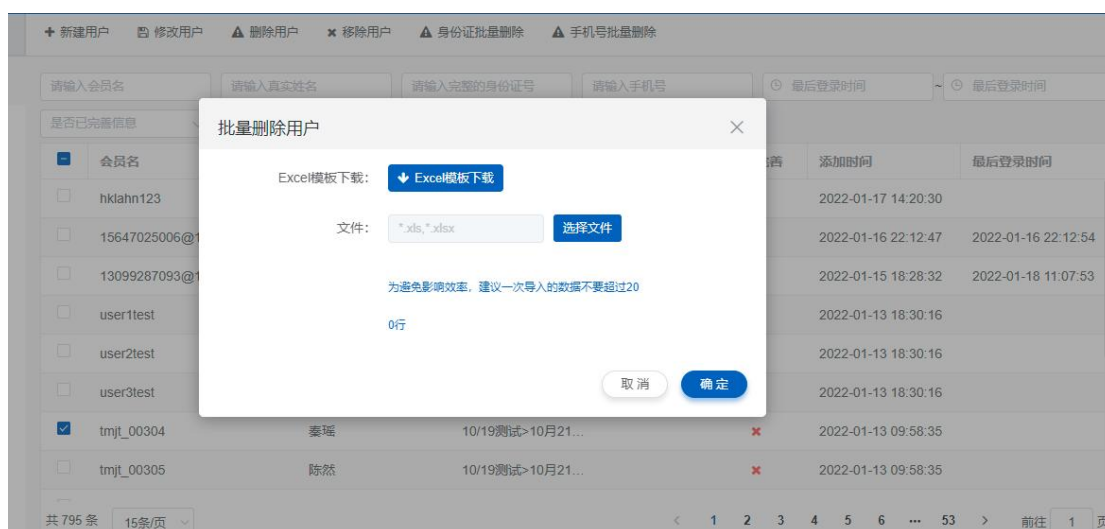 新建用户 修改用户 删除用户 移除用户 身份证批量删除 手机号批量删除
请输入会员名 请输入真实姓名 请输入完整的身份证号 请输入手机号 最后登录时间 ~ 最后登录时间
是否已完善信息
批量删除用户
会员名 善 添加时间 最后登录时间
Excel模板下载: Excel模板下载
hklahn123 2022-01-17 14:20:30
文件: *.xls,*.xlsx 选择文件
15647025006@1 2022-01-16 22:12:47 2022-01-16 22:12:54
13099287093@1 2022-01-15 18:28:32 2022-01-18 11:07:53
为避免影响效率, 建议一次导入的数据不要超过20
0行
user1test 2022-01-13 18:30:16
user2test 2022-01-13 18:30:16
user3test 2022-01-13 18:30:16
取消 确定
tmjt_00304 秦瑶 10/19测试>10月21... 2022-01-13 09:58:35
tmjt_00305 陈然 10/19测试>10月21... 2022-01-13 09:58:35
共 795 条 15条/页 < 1 2 3 4 5 6 ... 53 > 前往 1 页